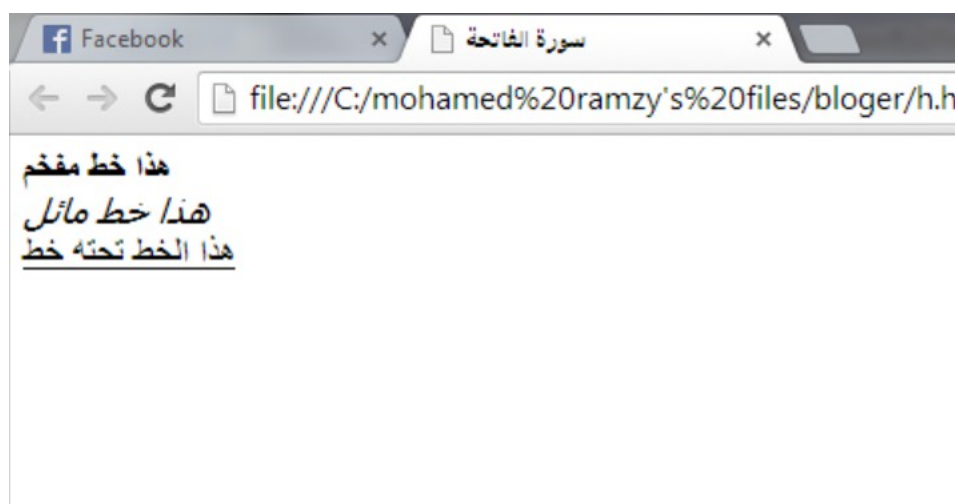 Facebook
سورة الفاتحة
file:///C:/mohamed%20ramzy's%20files/bloger/h.h
هذا خط مفخم
هذا خط مائل
هذا الخط تحته خط